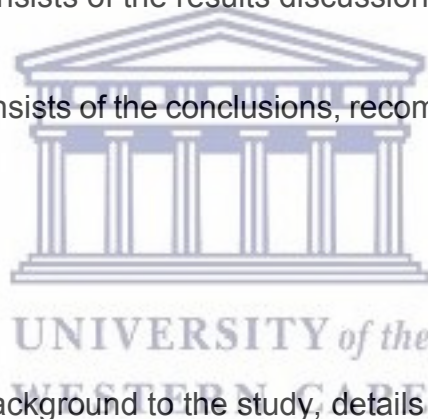 nsists of the results discussion
nsists of the conclusions, recom
UNIVERSITY of the
ackground to the study, details
WESTERN CAPE